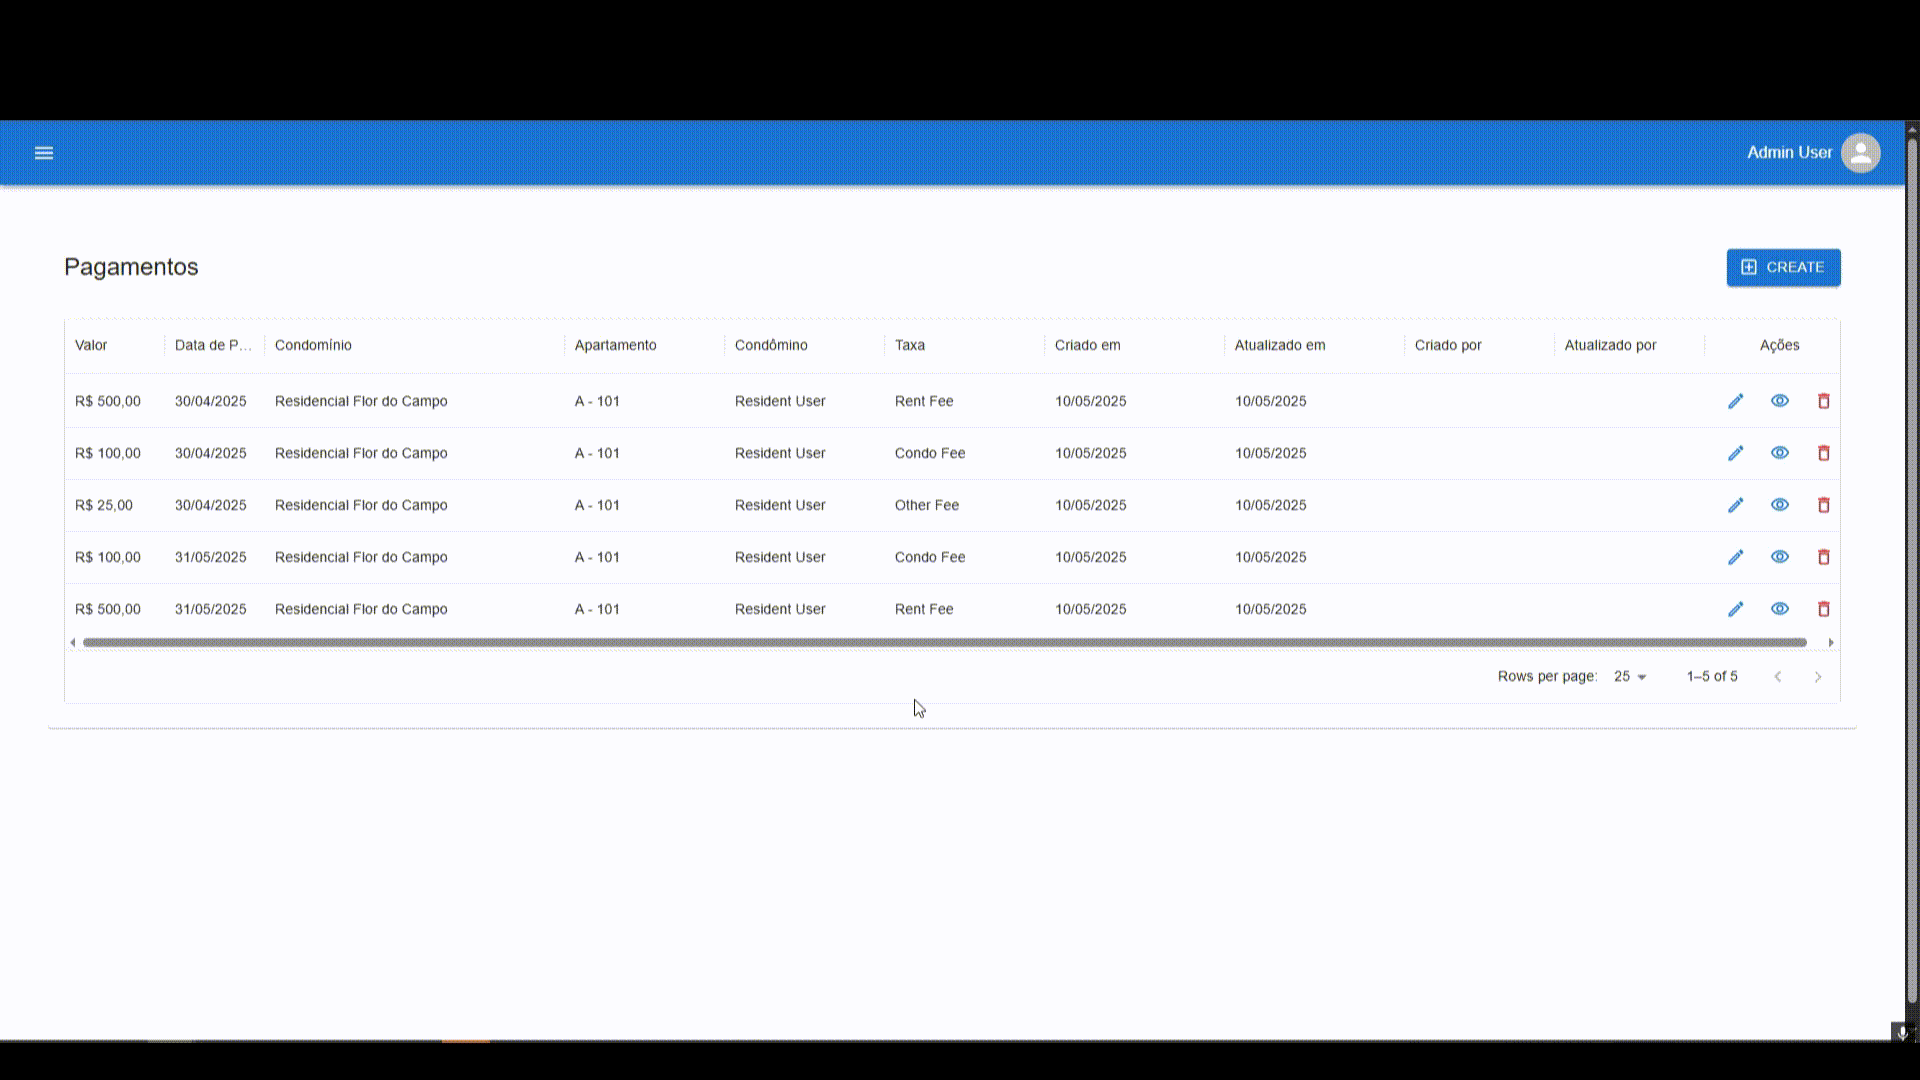 Admin User
Pagamentos
CREATE
Valor Data de P... Condomínio Apartamento Condômino Taxa Criado em Atualizado em Criado por Atualizado por Ações
R$ 500,00 30/04/2025 Residencial Flor do Campo A - 101 Resident User Rent Fee 10/05/2025 10/05/2025
R$ 100,00 30/04/2025 Residencial Flor do Campo A - 101 Resident User Condo Fee 10/05/2025 10/05/2025
R$ 25,00 30/04/2025 Residencial Flor do Campo A - 101 Resident User Other Fee 10/05/2025 10/05/2025
R$ 100,00 31/05/2025 Residencial Flor do Campo A - 101 Resident User Condo Fee 10/05/2025 10/05/2025
R$ 500,00 31/05/2025 Residencial Flor do Campo A - 101 Resident User Rent Fee 10/05/2025 10/05/2025
Rows per page: 25 1–5 of 5